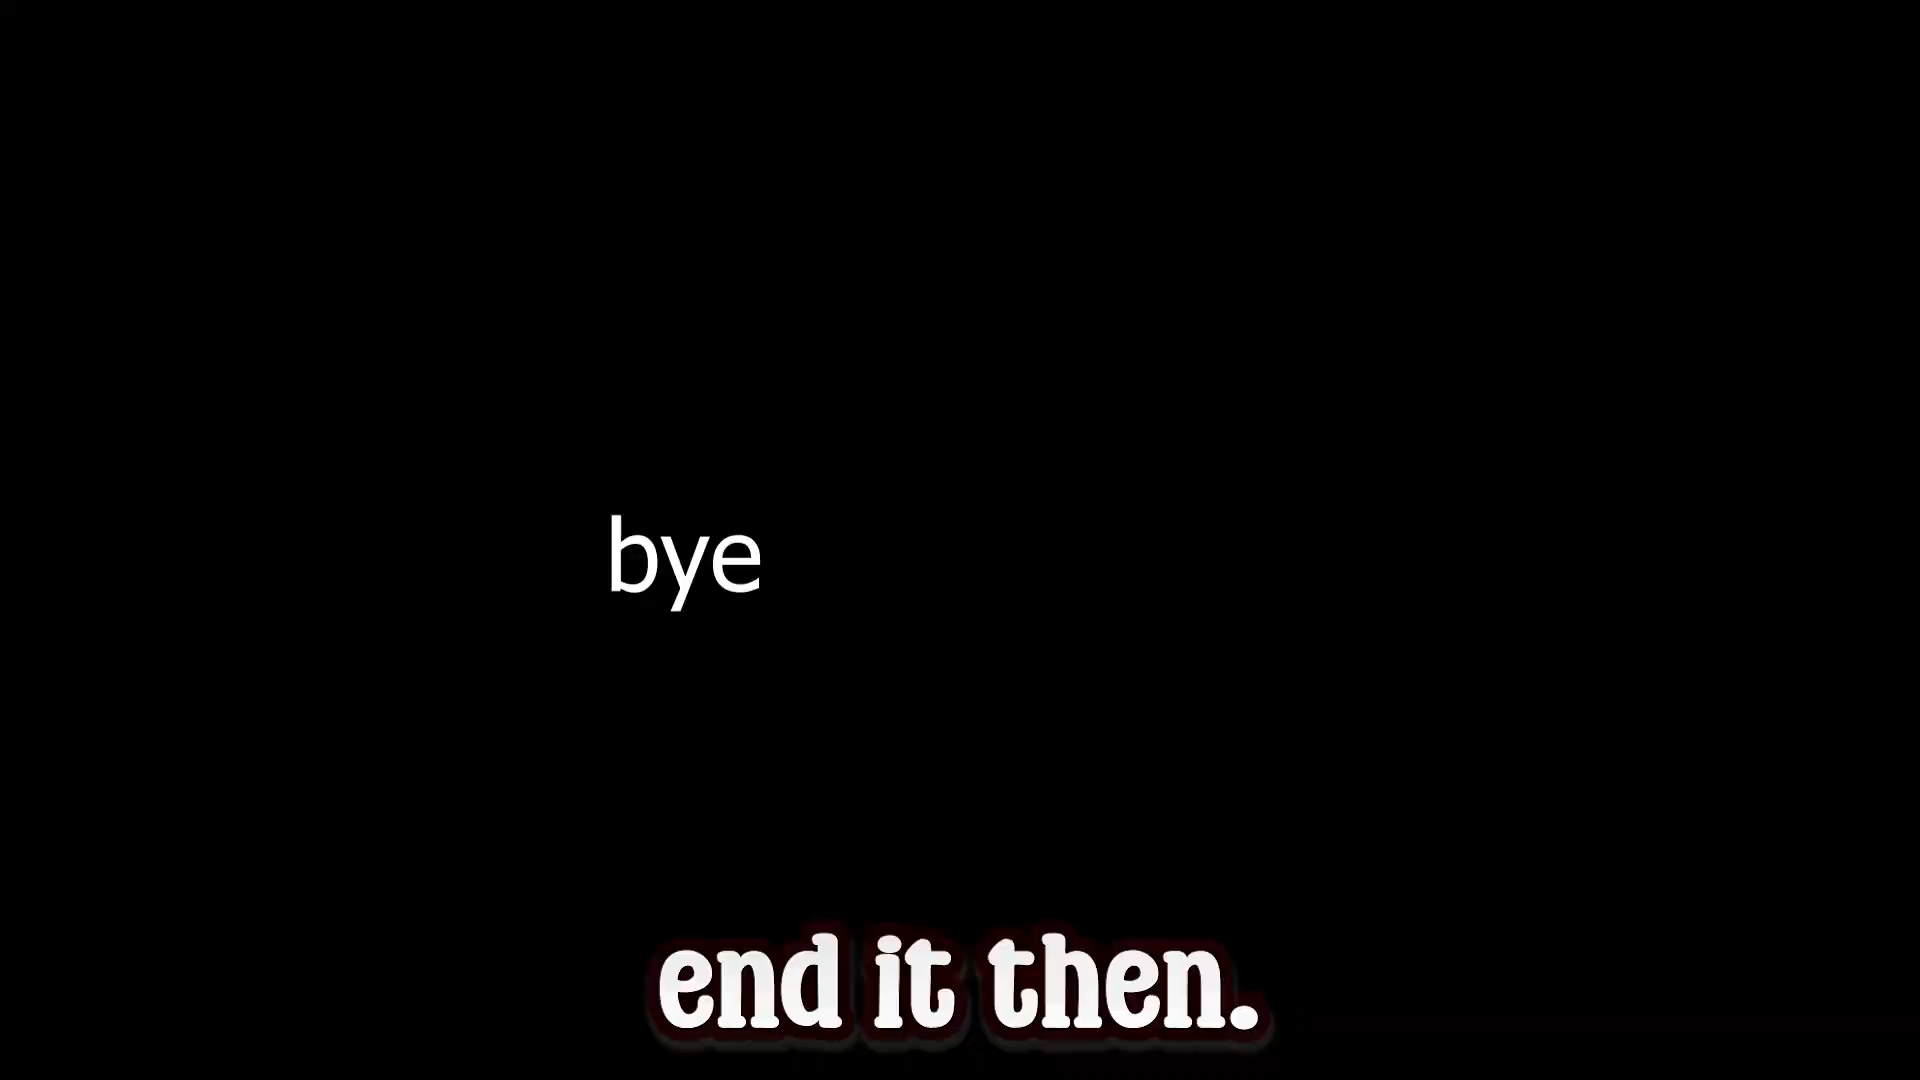 bye
end it then.